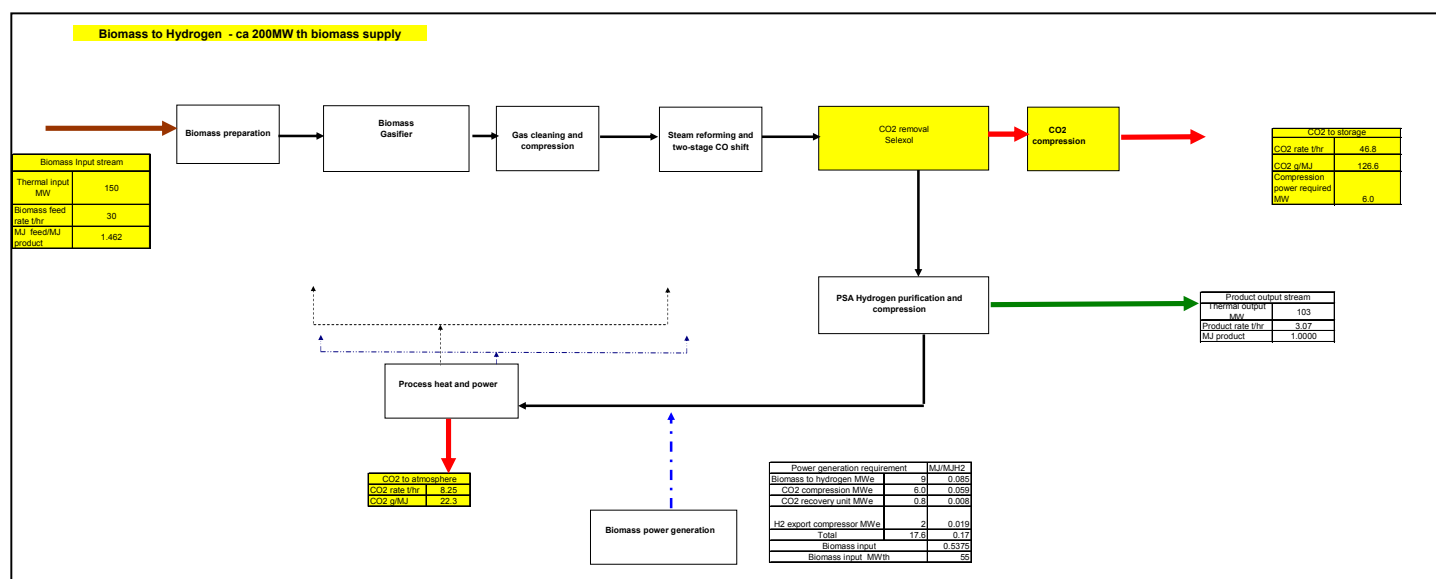 Biomass to Hydrogen - ca 200MW th biomass supply
Biomass preparation
Biomass
Gasifier
Gas cleaning and
compression
Steam reforming and
two-stage CO shift
CO2 removal
Selexol
CO2
compression
Biomass Input stream
Thermal input
MW
150
Biomass feed
rate t/hr
30
MJ feed/MJ
product
1.462
CO2 to storage
CO2 rate t/hr
46.8
CO2 g/MJ
126.6
Compression
power required
MW
6.0
PSA Hydrogen purification and
compression
Product output stream
Thermal output
MW
103
Product rate t/hr
3.07
MJ product
1.0000
Process heat and power
CO2 to atmosphere
CO2 rate t/hr 8.25
CO2 g/MJ 22.3
Biomass power generation
Power generation requirement MJ/MJH2
Biomass to hydrogen MWe 9 0.085
CO2 compression MWe 6.0 0.059
CO2 recovery unit MWe 0.8 0.008
H2 export compressor MWe 2 0.019
Total 17.6 0.17
Biomass input 0.5375
Biomass input MWth 55